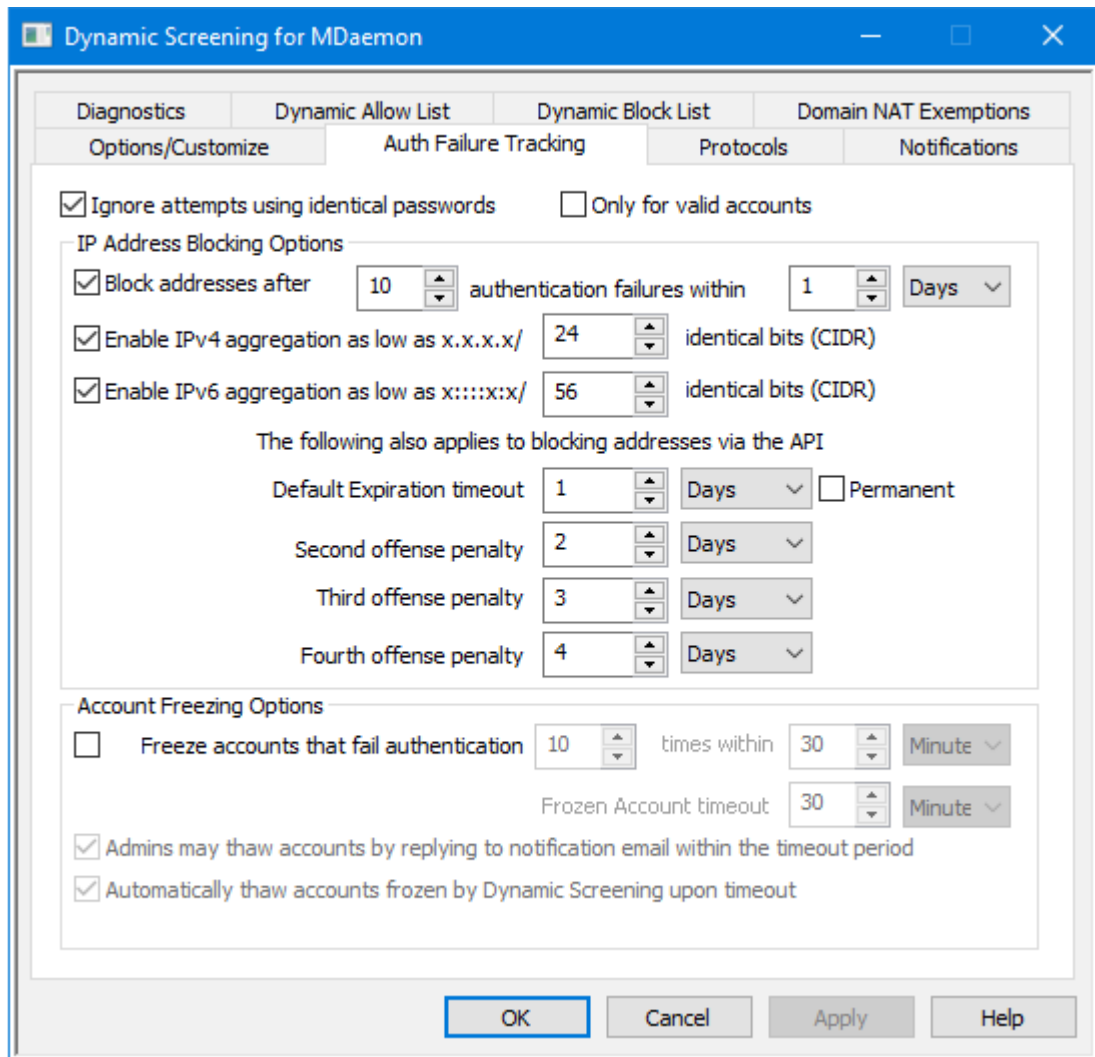 Dynamic Screening for MDaemon
Diagnostics Dynamic Allow List Dynamic Block List Domain NAT Exemptions
Options/Customize Auth Failure Tracking Protocols Notifications
Ignore attempts using identical passwords Only for valid accounts
IP Address Blocking Options
Block addresses after 10 authentication failures within 1 Days
Enable IPv4 aggregation as low as x.x.x.x/ 24 identical bits (CIDR)
Enable IPv6 aggregation as low as x::::x:x/ 56 identical bits (CIDR)
The following also applies to blocking addresses via the API
Default Expiration timeout 1 Days Permanent
Second offense penalty 2 Days
Third offense penalty 3 Days
Fourth offense penalty 4 Days
Account Freezing Options
Freeze accounts that fail authentication 10 times within 30 Minute
Frozen Account timeout 30 Minute
Admins may thaw accounts by replying to notification email within the timeout period
Automatically thaw accounts frozen by Dynamic Screening upon timeout
OK Cancel Apply Help